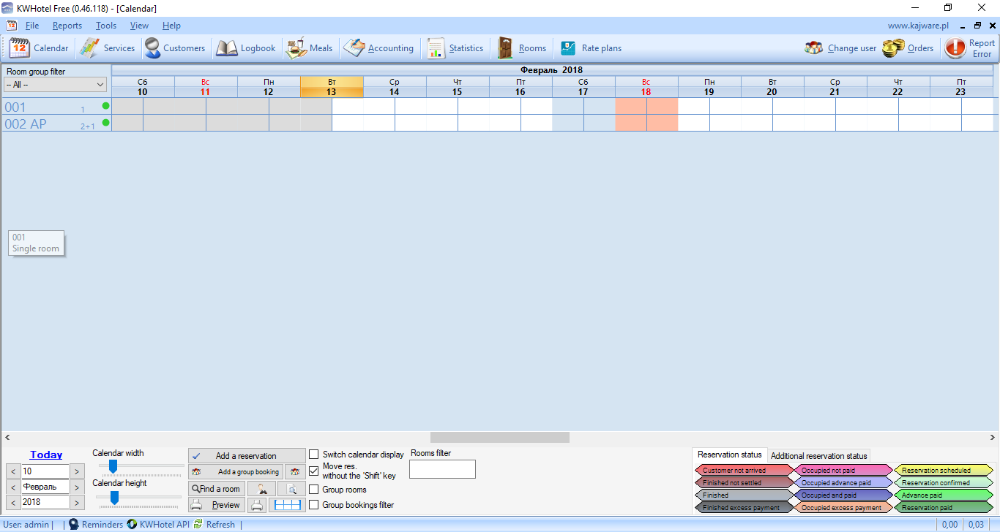 KWHotel Free (0.46.118) - [Calendar]
12 File Reports Tools View Help www.kajware.pl
12 Calendar Services Customers Logbook Meals Accounting Statistics Rooms Rate plans Change user Orders Report Error
Room group filter
-- All --
Февраль 2018
Сб Вс Пн Вт Ср Чт Пт Сб Вс Пн Вт Ср Чт Пт
10 11 12 13 14 15 16 17 18 19 20 21 22 23
001 1
002 AP 2+1
001
Single room
Today
< 10 >
< Февраль >
< 2018 >
Calendar width
Calendar height
Add a reservation
Add a group booking
Find a room
Preview
Switch calendar display
Move res.
without the 'Shift' key
Group rooms
Group bookings filter
Rooms filter
Reservation status Additional reservation status
Customer not arrived Occupied not paid Reservation scheduled
Finished not settled Occupied advance paid Reservation confirmed
Finished Occupied and paid Advance paid
Finished excess payment Occupied excess payment Reservation paid
User: admin | | Reminders KWHotel API Refresh | 0,00 0,03